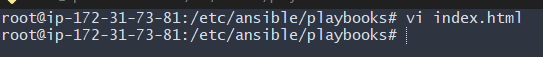 root@ip-172-31-73-81:/etc/ansible/playbooks# vi index.html
root@ip-172-31-73-81:/etc/ansible/playbooks#